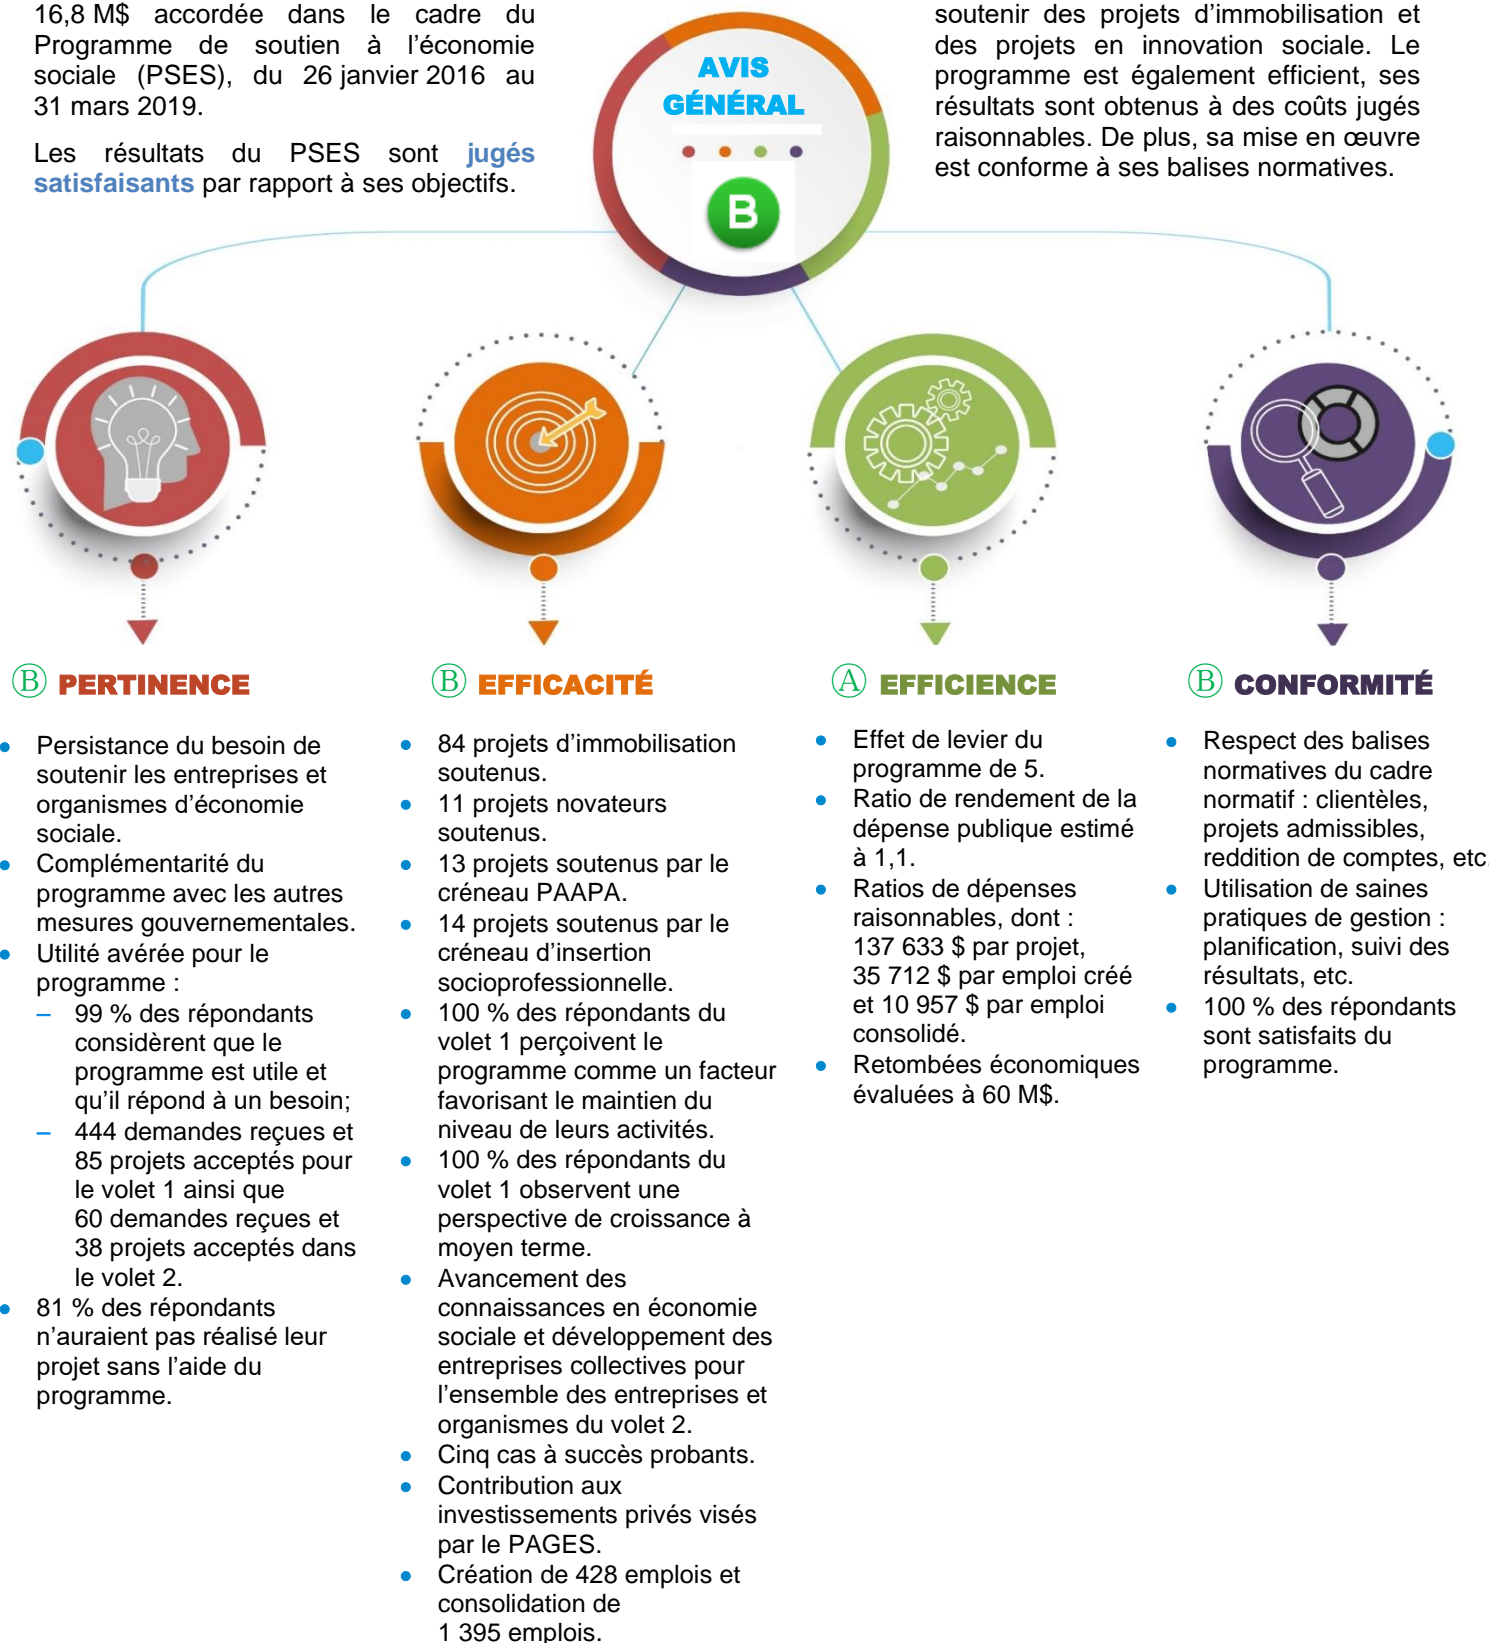 16,8 M$ accordée dans le cadre du
Programme de soutien à l’économie
sociale (PSES), du 26 janvier 2016 au
31 mars 2019.
Les résultats du PSES sont jugés
satisfaisants par rapport à ses objectifs.
AVIS
GÉNÉRAL
B
soutenir des projets d’immobilisation et
des projets en innovation sociale. Le
programme est également efficient, ses
résultats sont obtenus à des coûts jugés
raisonnables. De plus, sa mise en œuvre
est conforme à ses balises normatives.
Ⓑ PERTINENCE
• Persistance du besoin de
soutenir les entreprises et
organismes d’économie
sociale.
• Complémentarité du
programme avec les autres
mesures gouvernementales.
• Utilité avérée pour le
programme :
– 99 % des répondants
considèrent que le
programme est utile et
qu’il répond à un besoin;
– 444 demandes reçues et
85 projets acceptés pour
le volet 1 ainsi que
60 demandes reçues et
38 projets acceptés dans
le volet 2.
• 81 % des répondants
n’auraient pas réalisé leur
projet sans l’aide du
programme.
Ⓑ EFFICACITÉ
• 84 projets d’immobilisation
soutenus.
• 11 projets novateurs
soutenus.
• 13 projets soutenus par le
créneau PAAPA.
• 14 projets soutenus par le
créneau d’insertion
socioprofessionnelle.
• 100 % des répondants du
volet 1 perçoivent le
programme comme un facteur
favorisant le maintien du
niveau de leurs activités.
• 100 % des répondants du
volet 1 observent une
perspective de croissance à
moyen terme.
• Avancement des
connaissances en économie
sociale et développement des
entreprises collectives pour
l’ensemble des entreprises et
organismes du volet 2.
• Cinq cas à succès probants.
• Contribution aux
investissements privés visés
par le PAGES.
• Création de 428 emplois et
consolidation de
1 395 emplois.
Ⓐ EFFICIENCE
• Effet de levier du
programme de 5.
• Ratio de rendement de la
dépense publique estimé
à 1,1.
• Ratios de dépenses
raisonnables, dont :
137 633 $ par projet,
35 712 $ par emploi créé
et 10 957 $ par emploi
consolidé.
• Retombées économiques
évaluées à 60 M$.
Ⓑ CONFORMITÉ
• Respect des balises
normatives du cadre
normatif : clientèles,
projets admissibles,
reddition de comptes, etc.
• Utilisation de saines
pratiques de gestion :
planification, suivi des
résultats, etc.
• 100 % des répondants
sont satisfaits du
programme.